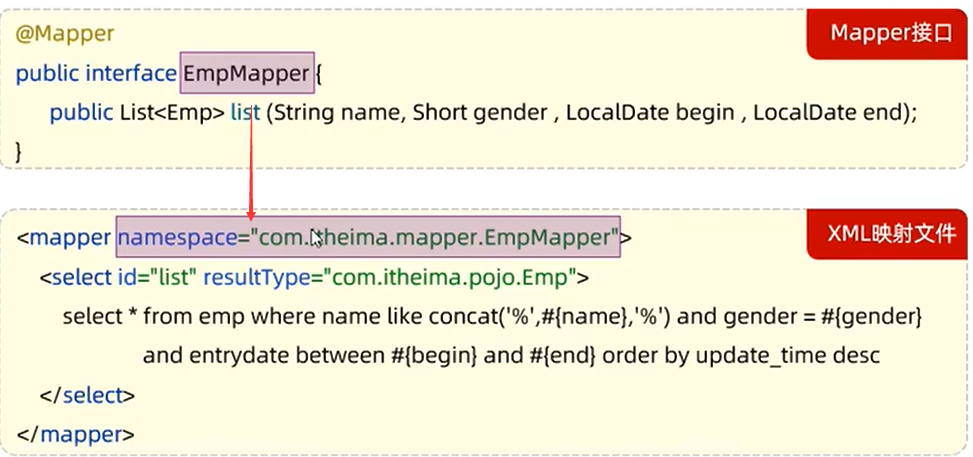 @Mapper
Mapper接口
public interface EmpMapper {
public List<Emp> list (String name, Short gender , LocalDate begin , LocalDate end);
}
<mapper namespace="com.itheima.mapper.EmpMapper">
XML映射文件
<select id="list" resultType="com.itheima.pojo.Emp">
select * from emp where name like concat('%',#{name},'%') and gender = #{gender}
and entrydate between #{begin} and #{end} order by update_time desc
</select>
</mapper>